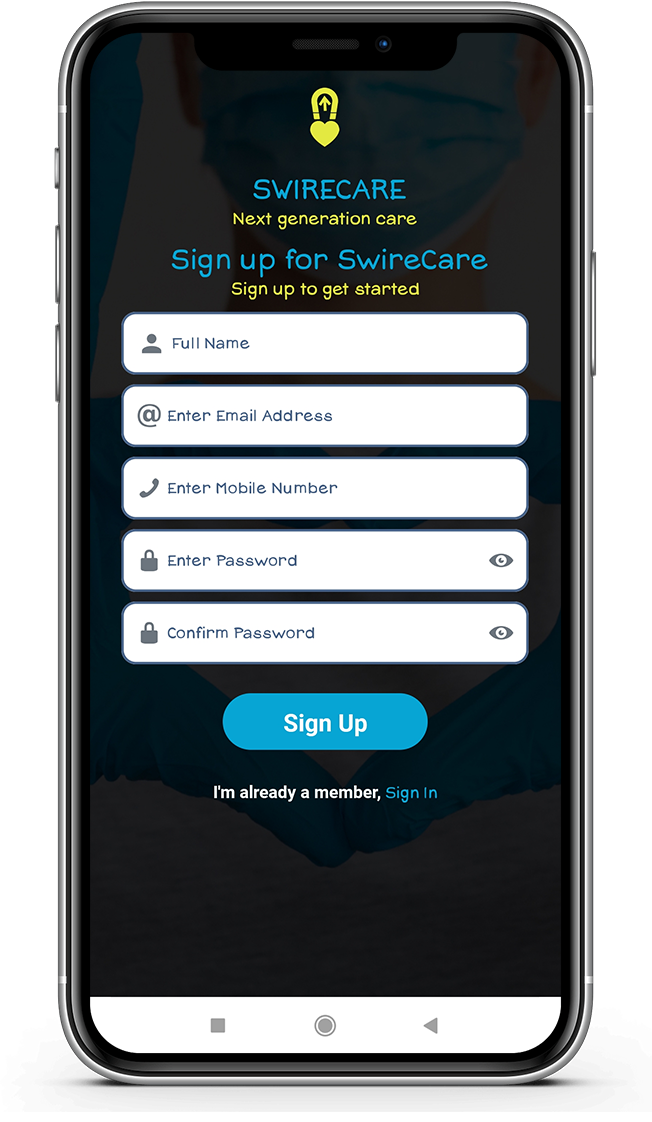 SWIRECARE
Next generation care
Sign up for SwireCare
Sign up to get started
Full Name
@ Enter Email Address
Enter Mobile Number
Enter Password
Confirm Password
Sign Up
I'm already a member, Sign In